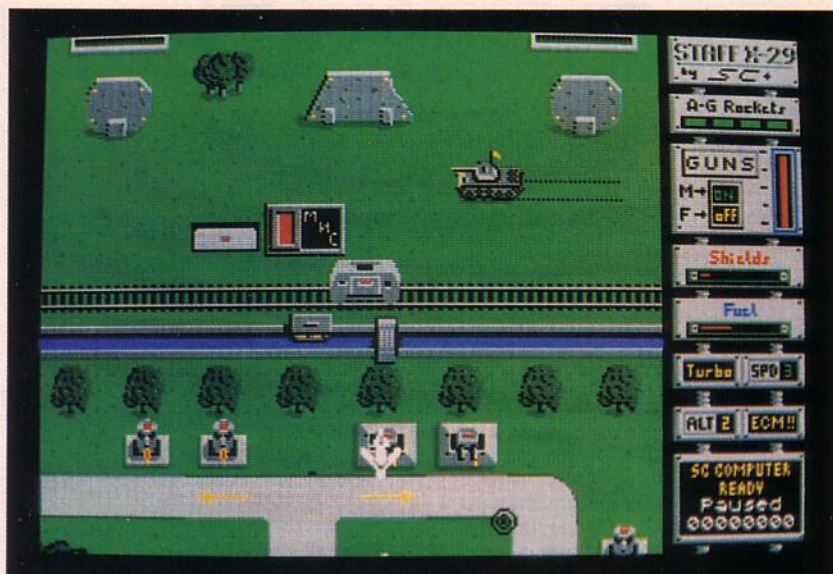 STAFF X-29
by SC+
A-G Rockets
GUNS
M→ ON
F→ off
MHC
Shields
Fuel
Turbo SPD 3
ALT 2 ECM!!
SC COMPUTER
READY
Paused
00000000